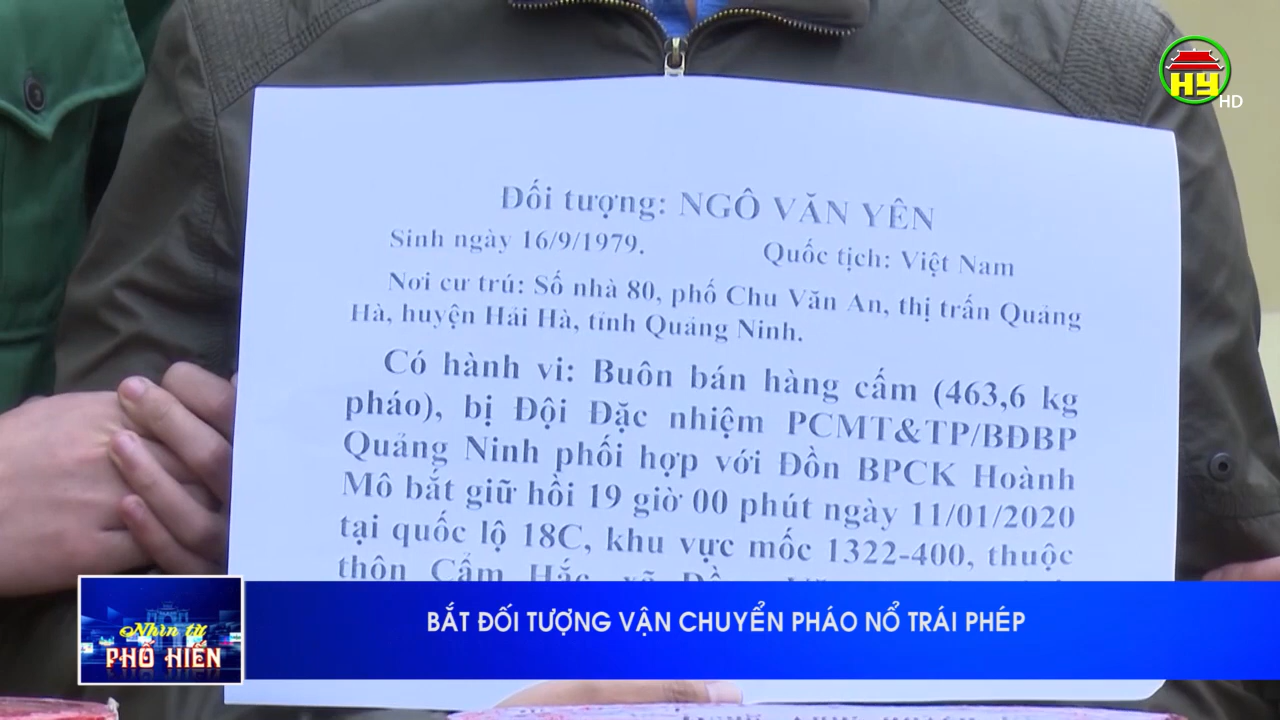 HY HD
Đối tượng: NGÔ VĂN YÊN
Sinh ngày 16/9/1979. Quốc tịch: Việt Nam
Nơi cư trú: Số nhà 80, phố Chu Văn An, thị trấn Quảng
Hà, huyện Hải Hà, tỉnh Quảng Ninh.
Có hành vi: Buôn bán hàng cấm (463,6 kg
pháo), bị Đội Đặc nhiệm PCMT&TP/BĐBP
Quảng Ninh phối hợp với Đồn BPCK Hoành
Mô bắt giữ hồi 19 giờ 00 phút ngày 11/01/2020
tại quốc lộ 18C, khu vực mốc 1322-400, thuộc
thôn Cẩm Hắc, xã
Nhìn từ
PHỐ HIẾN
BẮT ĐỐI TƯỢNG VẬN CHUYỂN PHÁO NỔ TRÁI PHÉP